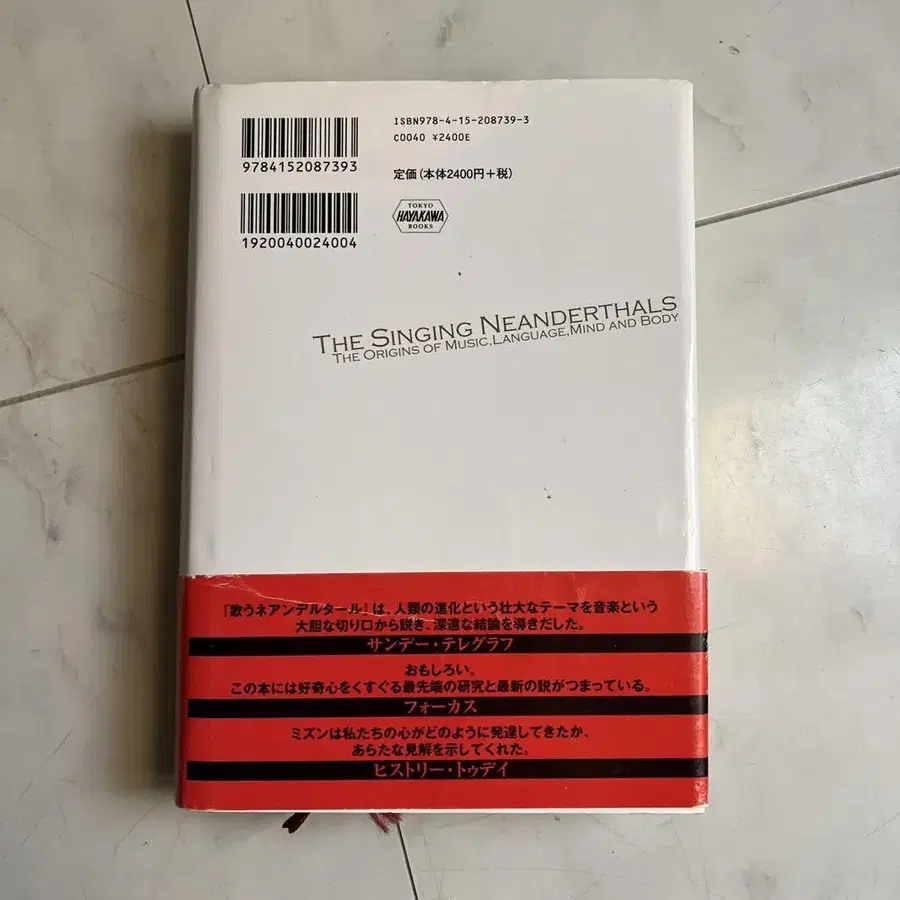 ISBN978-4-15-208739-3
C0040 ¥2400E
9784152087393
定価(本体2400円+税)
1920040024004
TOKYO
HAYAKAWA
BOOKS
THE SINGING NEANDERTHALS
THE ORIGINS OF MUSIC,LANGUAGE,MIND AND BODY
『歌うネアンデルタール』は、人類の進化という壮大なテーマを音楽という
大胆な切り口から説き、深遠な結論を導きだした。
サンデー・テレグラフ
おもしろい。
この本には好奇心をくすぐる最先端の研究と最新の説がつまっている。
フォーカス
ミズンは私たちの心がどのように発達してきたか、
あらたな見解を示してくれた。
ヒストリー・トゥデイ